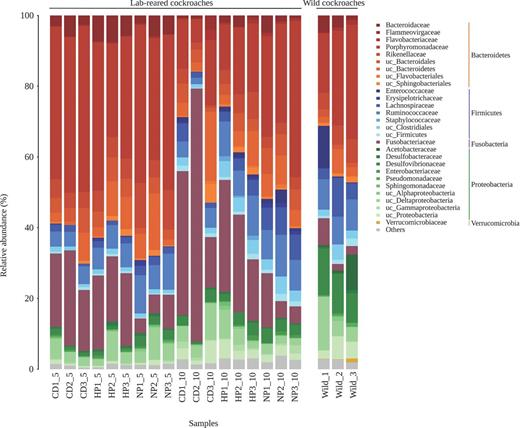 Lab-reared cockroaches
Wild cockroaches
100
80
60
40
20
0
Relative abundance (%)
CD1_5
CD2_5
CD3_5
HP1_5
HP2_5
HP3_5
NP1_5
NP2_5
NP3_5
CD1_10
CD2_10
CD3_10
HP1_10
HP2_10
HP3_10
NP1_10
NP2_10
NP3_10
Wild_1
Wild_2
Wild_3
Samples
Bacteroidaceae
Flammeovirgaceae
Flavobacteriaceae
Porphyromonadaceae
Rikenellaceae
uc_Bacteroidales
uc_Bacteroidetes
uc_Flavobacteriales
uc_Sphingobacteriales
Enterococcaceae
Erysipelotrichaceae
Lachnospiraceae
Ruminococcaceae
Staphylococcaceae
uc_Clostridiales
uc_Firmicutes
Fusobacteriaceae
Acetobacteraceae
Desulfobacteraceae
Desulfovibrionaceae
Enterobacteriaceae
Pseudomonadaceae
Sphingomonadaceae
uc_Alphaproteobacteria
uc_Deltaproteobacteria
uc_Gammaproteobacteria
uc_Proteobacteria
Verrucomicrobiaceae
Others
Bacteroidetes
Firmicutes
Fusobacteria
Proteobacteria
Verrucomicrobia